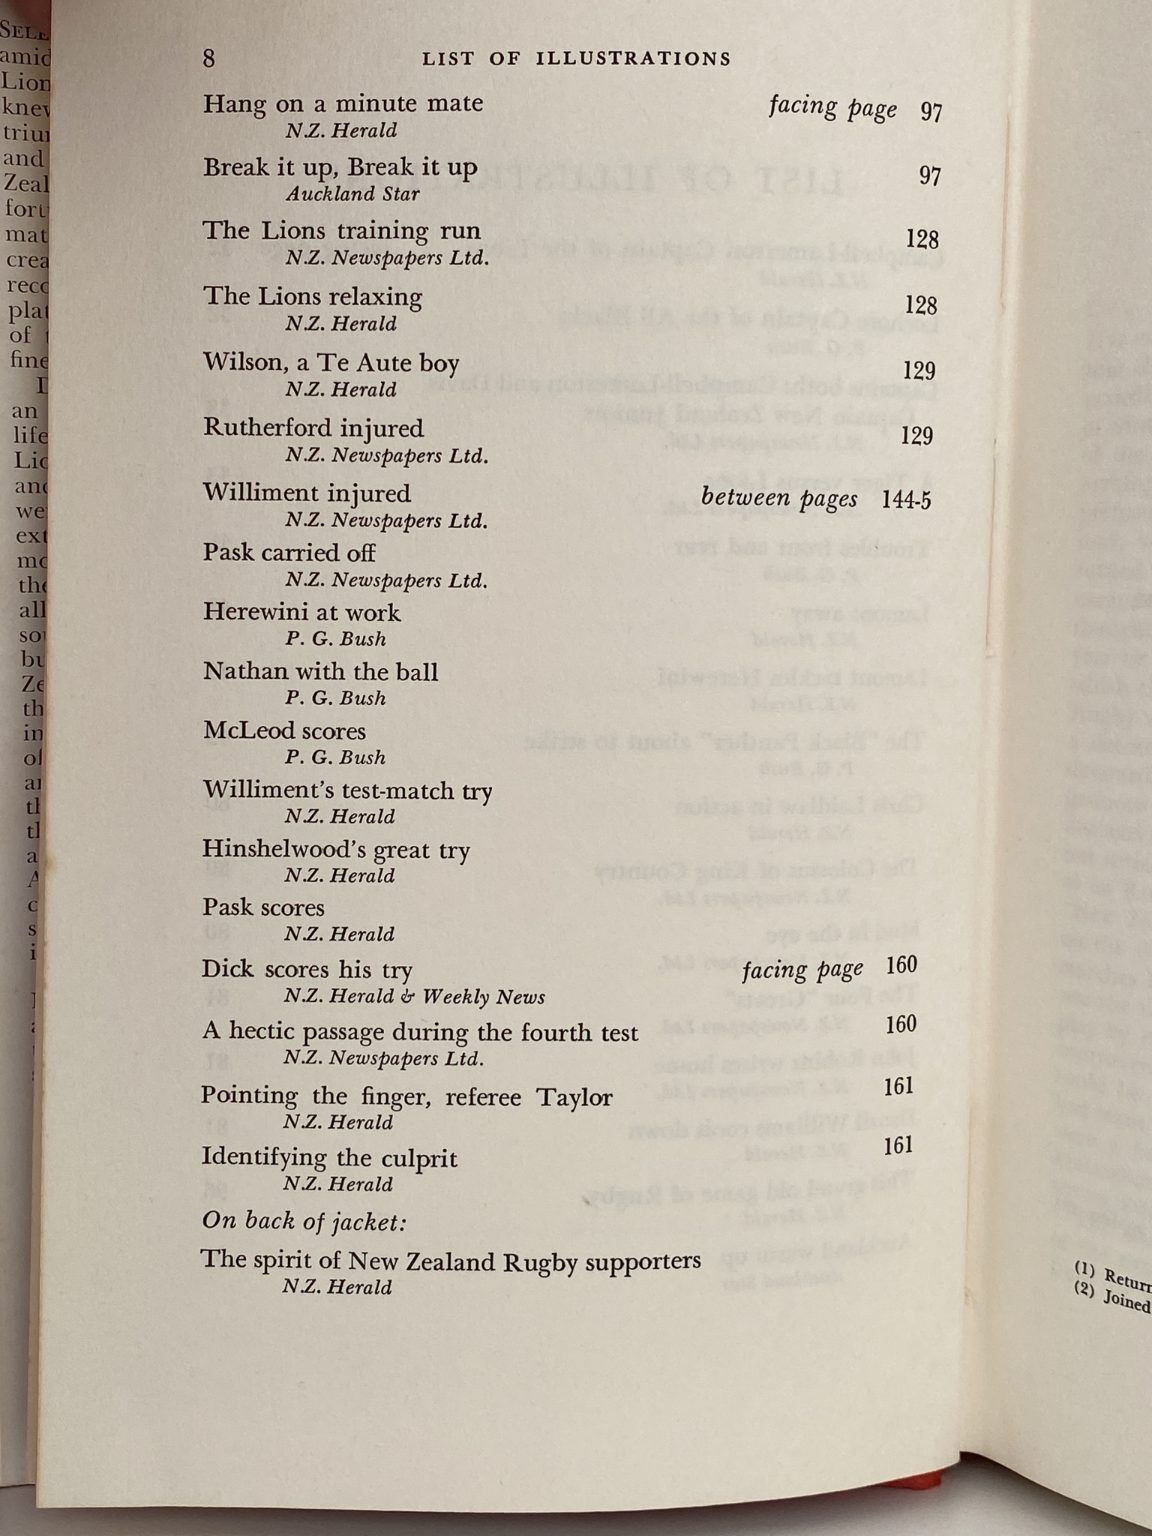 8 LIST OF ILLUSTRATIONS
Hang on a minute mate facing page 97
N.Z. Herald
Break it up, Break it up 97
Auckland Star
The Lions training run 128
N.Z. Newspapers Ltd.
The Lions relaxing 128
N.Z. Herald
Wilson, a Te Aute boy 129
N.Z. Herald
Rutherford injured 129
N.Z. Newspapers Ltd.
Williment injured between pages 144-5
N.Z. Newspapers Ltd.
Pask carried off
N.Z. Newspapers Ltd.
Herewini at work
P. G. Bush
Nathan with the ball
P. G. Bush
McLeod scores
P. G. Bush
Williment's test-match try
N.Z. Herald
Hinshelwood's great try
N.Z. Herald
Pask scores
N.Z. Herald
Dick scores his try facing page 160
N.Z. Herald & Weekly News
A hectic passage during the fourth test 160
N.Z. Newspapers Ltd.
Pointing the finger, referee Taylor 161
N.Z. Herald
Identifying the culprit 161
N.Z. Herald
On back of jacket:
The spirit of New Zealand Rugby supporters
N.Z. Herald
(1) Return
(2) Joined